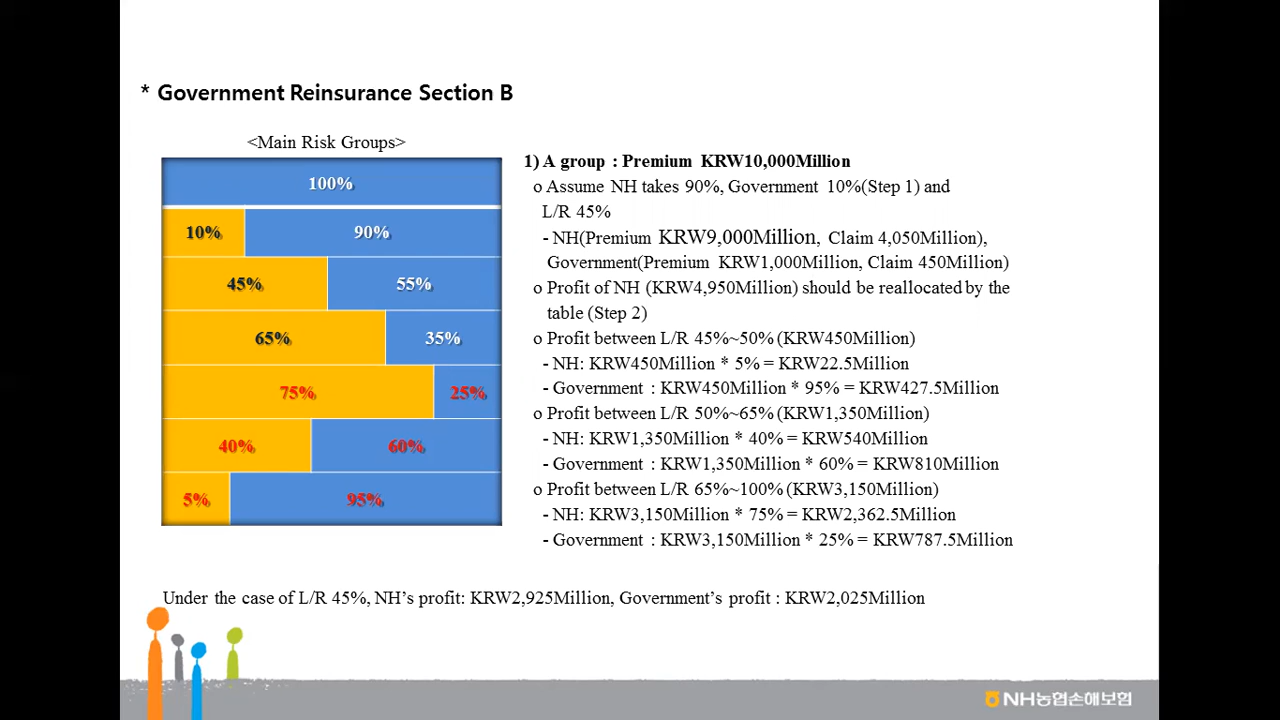 * Government Reinsurance Section B
<Main Risk Groups>
100%
10% 90%
45% 55%
65% 35%
75% 25%
40% 60%
5% 95%
1) A group : Premium KRW10,000Million
o Assume NH takes 90%, Government 10%(Step 1) and
L/R 45%
- NH(Premium KRW9,000Million, Claim 4,050Million),
Government(Premium KRW1,000Million, Claim 450Million)
o Profit of NH (KRW4,950Million) should be reallocated by the
table (Step 2)
o Profit between L/R 45%~50% (KRW450Million)
- NH: KRW450Million * 5% = KRW22.5Million
- Government : KRW450Million * 95% = KRW427.5Million
o Profit between L/R 50%~65% (KRW1,350Million)
- NH: KRW1,350Million * 40% = KRW540Million
- Government : KRW1,350Million * 60% = KRW810Million
o Profit between L/R 65%~100% (KRW3,150Million)
- NH: KRW3,150Million * 75% = KRW2,362.5Million
- Government : KRW3,150Million * 25% = KRW787.5Million
Under the case of L/R 45%, NH's profit: KRW2,925Million, Government's profit : KRW2,025Million
NH농협손해보험